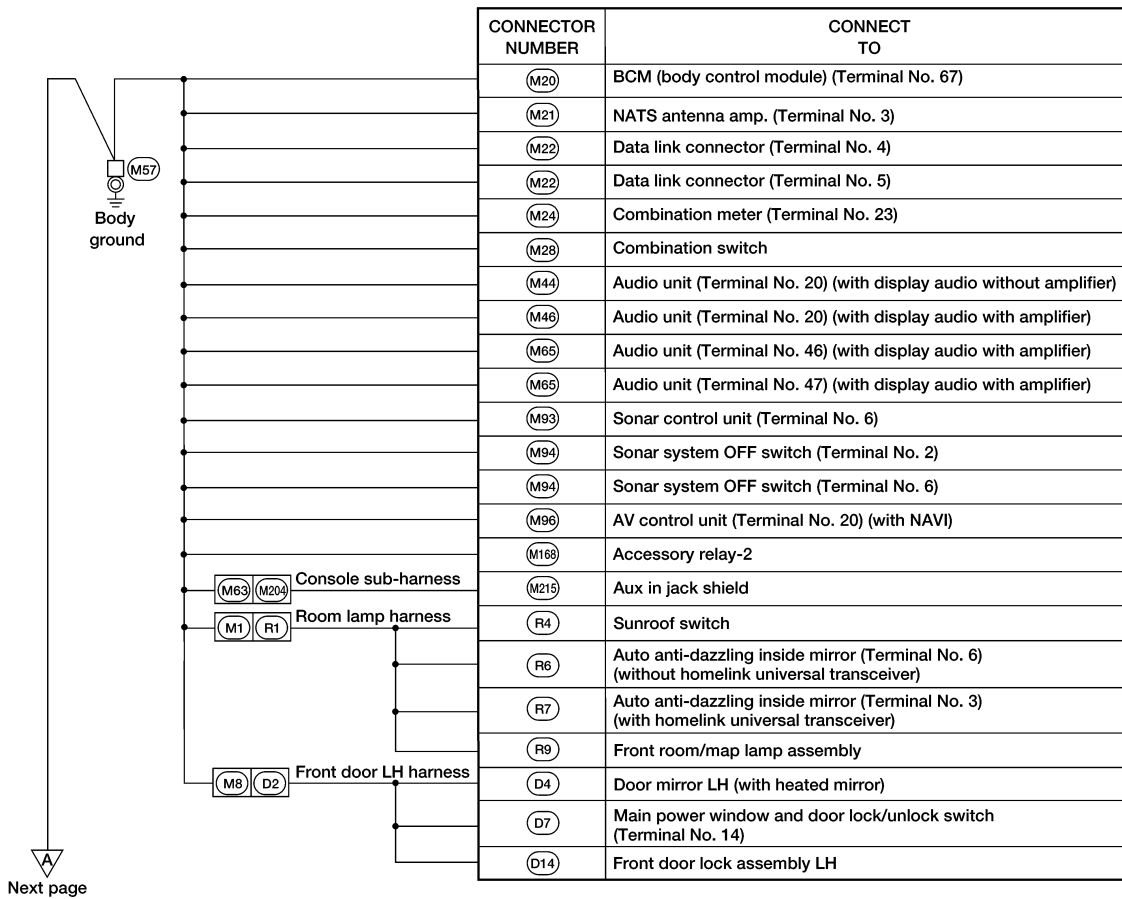 CONNECTOR
NUMBER
CONNECT
TO
M20 BCM (body control module) (Terminal No. 67)
M21 NATS antenna amp. (Terminal No. 3)
M22 Data link connector (Terminal No. 4)
M57
M22 Data link connector (Terminal No. 5)
Body
ground
M24 Combination meter (Terminal No. 23)
M28 Combination switch
M44 Audio unit (Terminal No. 20) (with display audio without amplifier)
M46 Audio unit (Terminal No. 20) (with display audio with amplifier)
M65 Audio unit (Terminal No. 46) (with display audio with amplifier)
M65 Audio unit (Terminal No. 47) (with display audio with amplifier)
M93 Sonar control unit (Terminal No. 6)
M94 Sonar system OFF switch (Terminal No. 2)
M94 Sonar system OFF switch (Terminal No. 6)
M96 AV control unit (Terminal No. 20) (with NAVI)
M168 Accessory relay-2
M63 M204 Console sub-harness M215 Aux in jack shield
M1 R1 Room lamp harness R4 Sunroof switch
R6 Auto anti-dazzling inside mirror (Terminal No. 6)
(without homelink universal transceiver)
R7 Auto anti-dazzling inside mirror (Terminal No. 3)
(with homelink universal transceiver)
R9 Front room/map lamp assembly
M8 D2 Front door LH harness D4 Door mirror LH (with heated mirror)
D7 Main power window and door lock/unlock switch
(Terminal No. 14)
D14 Front door lock assembly LH
A
Next page